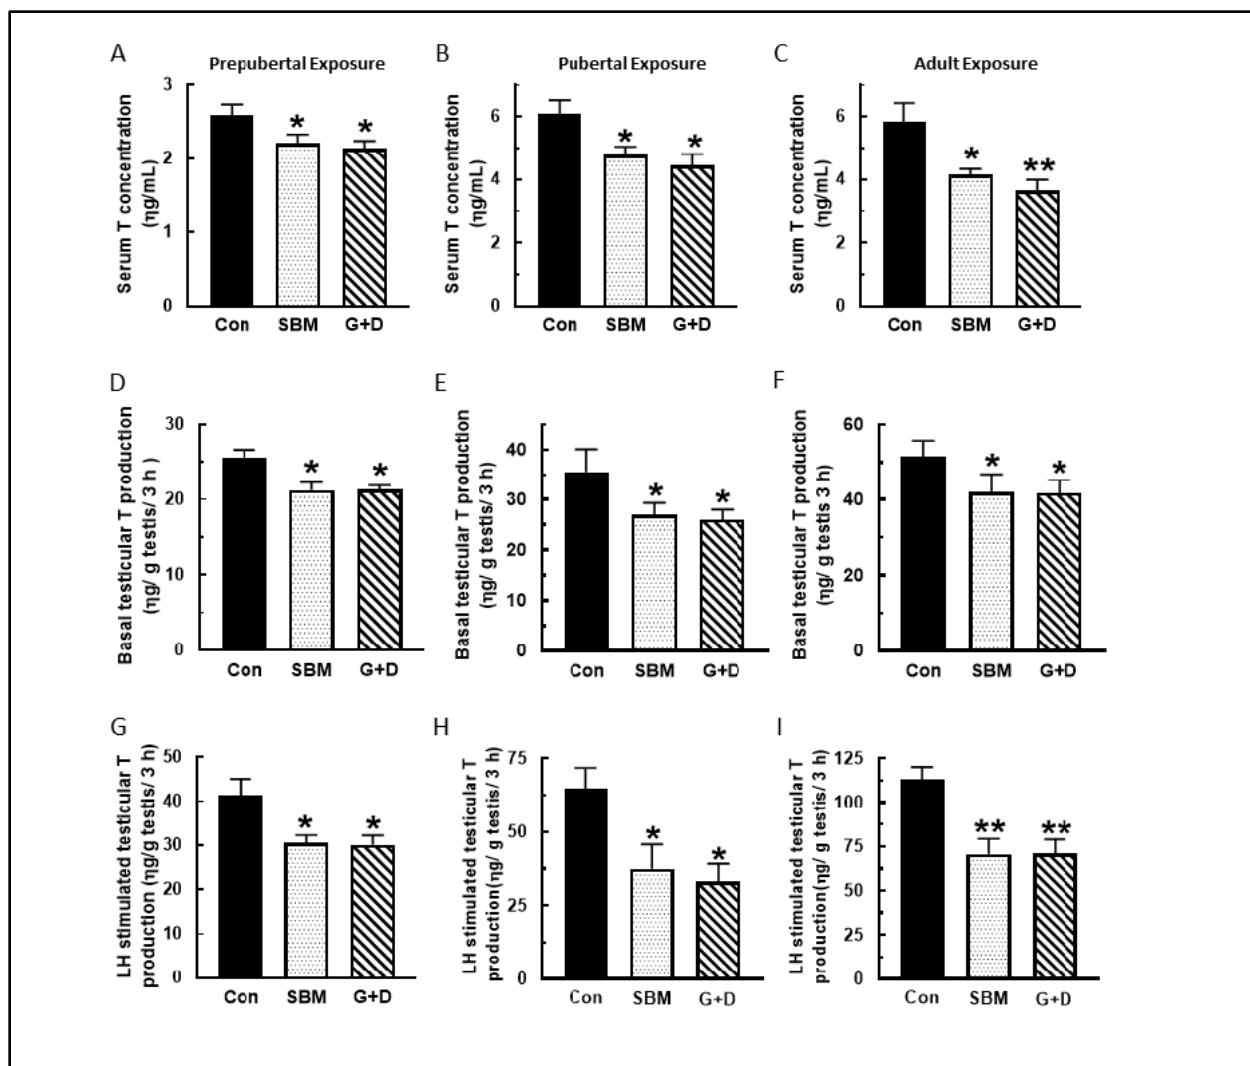 A
Prepubertal Exposure
Serum T concentration
(ηg/mL)
3
2
1
0
*
*
Con SBM G+D
B
Pubertal Exposure
Serum T concentration
(ηg/mL)
6
4
2
0
*
*
Con SBM G+D
C
Adult Exposure
Serum T concentration
(ηg/mL)
6
4
2
0
*
**
Con SBM G+D
D
Basal testicular T production
(ηg/ g testis/ 3 h )
30
20
10
0
*
*
Con SBM G+D
E
Basal testicular T production
(ηg/ g testis/ 3 h)
40
30
20
10
0
*
*
Con SBM G+D
F
Basal testicular T production
(ηg/ g testis 3 h)
60
40
20
0
*
*
Con SBM G+D
G
LH stimulated testicular T
production (ηg/g testis/ 3 h)
50
40
30
20
10
0
*
*
Con SBM G+D
H
LH stimulated testicular T
production(ηg/ g testis/ 3 h)
75
50
25
0
*
*
Con SBM G+D
I
LH stimulated testicular T
production(ηg/ g testis/ 3 h)
125
100
75
50
25
0
**
**
Con SBM G+D